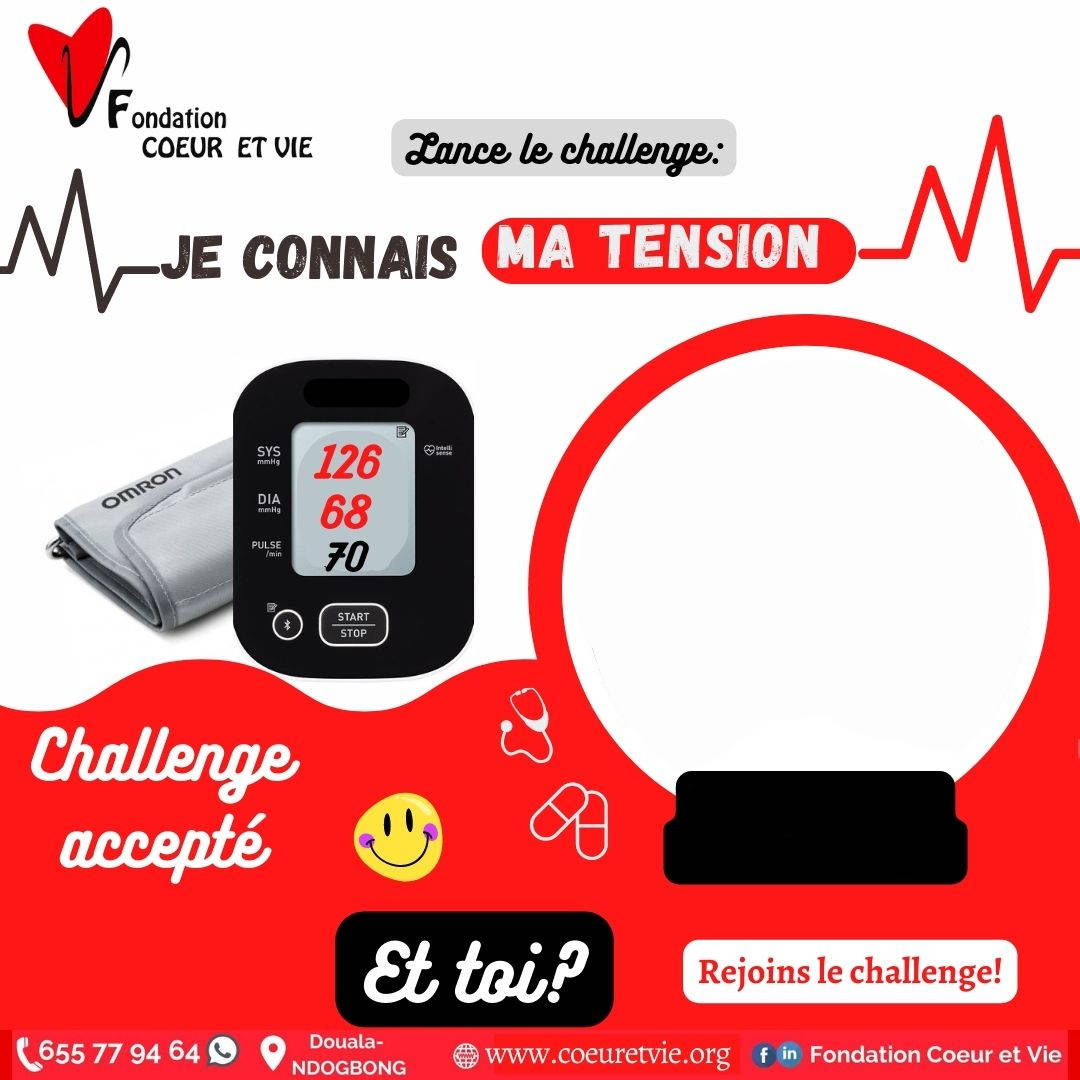 Fondation
COEUR ET VIE
Lance le challenge:
JE CONNAIS MA TENSION
OMRON
SYS
mmHg
126
Intelli
sense
DIA
mmHg
68
PULSE
/min
70
START
STOP
Challenge
accepté
Et toi?
Rejoins le challenge!
655 77 94 64
Douala-
NDOGBONG
www.coeuretvie.org
Fondation Coeur et Vie